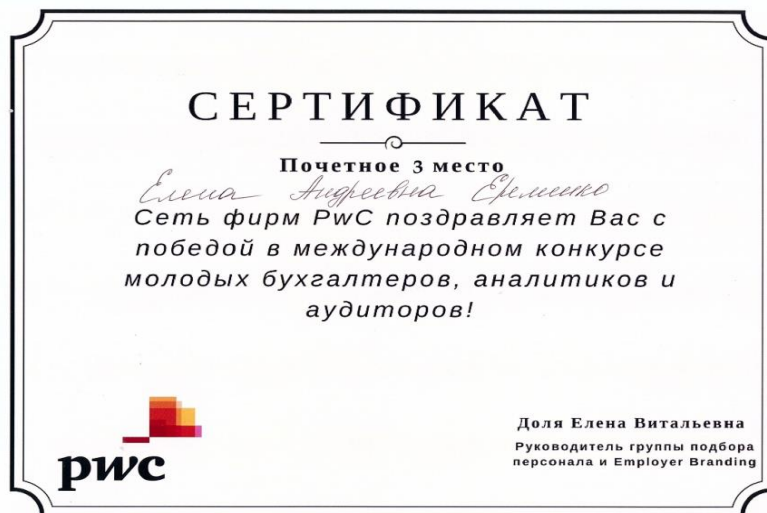 СЕРТИФИКАТ
Почетное 3 место
Елена Андреевна Еременко
Сеть фирм PwC поздравляет Вас с
победой в международном конкурсе
молодых бухгалтеров, аналитиков и
аудиторов!
pwc
Доля Елена Витальевна
Руководитель группы подбора
персонала и Employer Branding